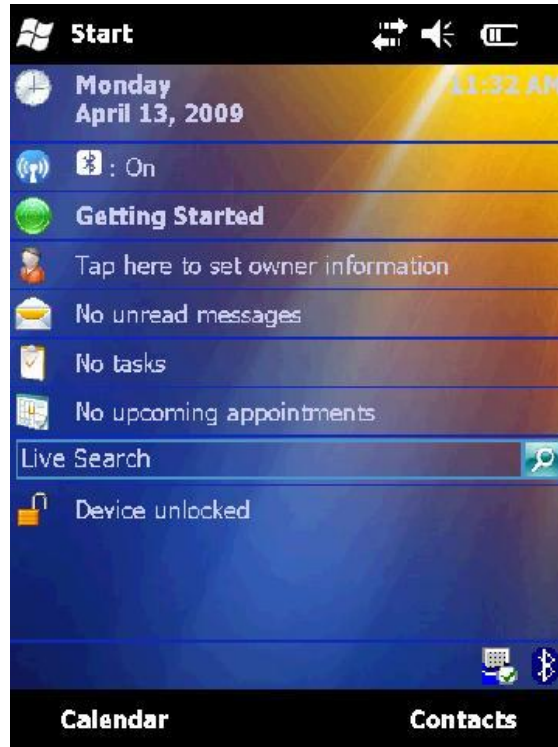 Start
Monday 11:32 AM
April 13, 2009
: On
Getting Started
Tap here to set owner information
No unread messages
No tasks
No upcoming appointments
Live Search
Device unlocked
Calendar Contacts